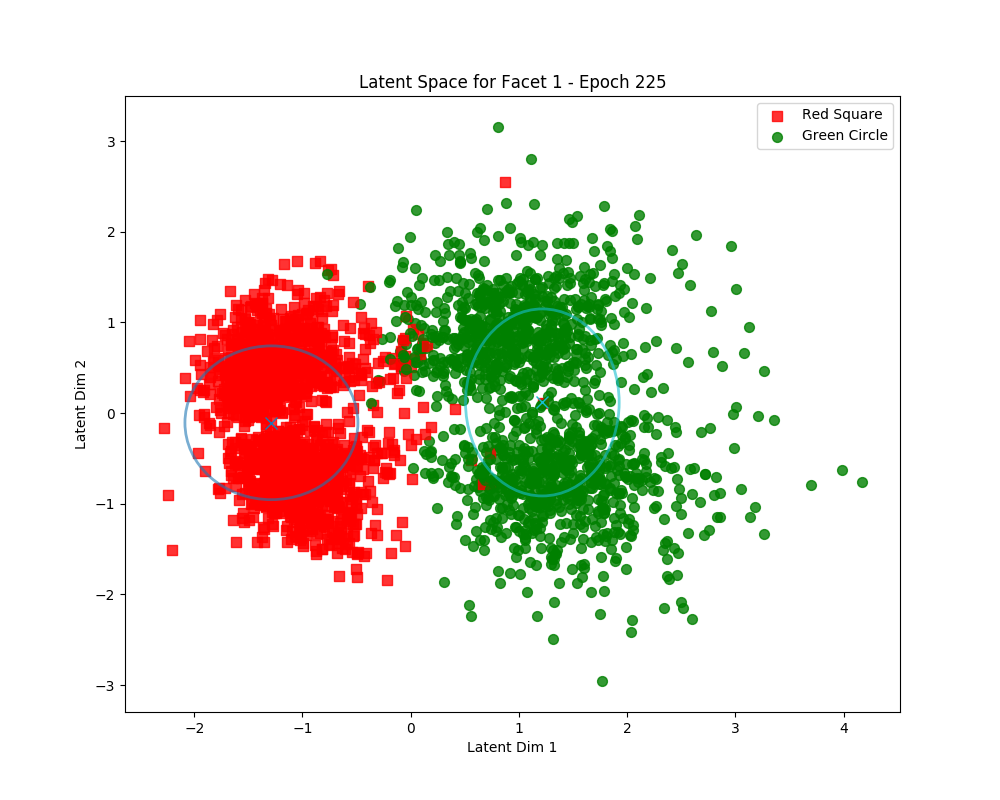 Latent Space for Facet 1 - Epoch 225
Red Square
Green Circle
3
2
1
0
−1
−2
−3
Latent Dim 2
−2
−1
0
1
2
3
4
Latent Dim 1